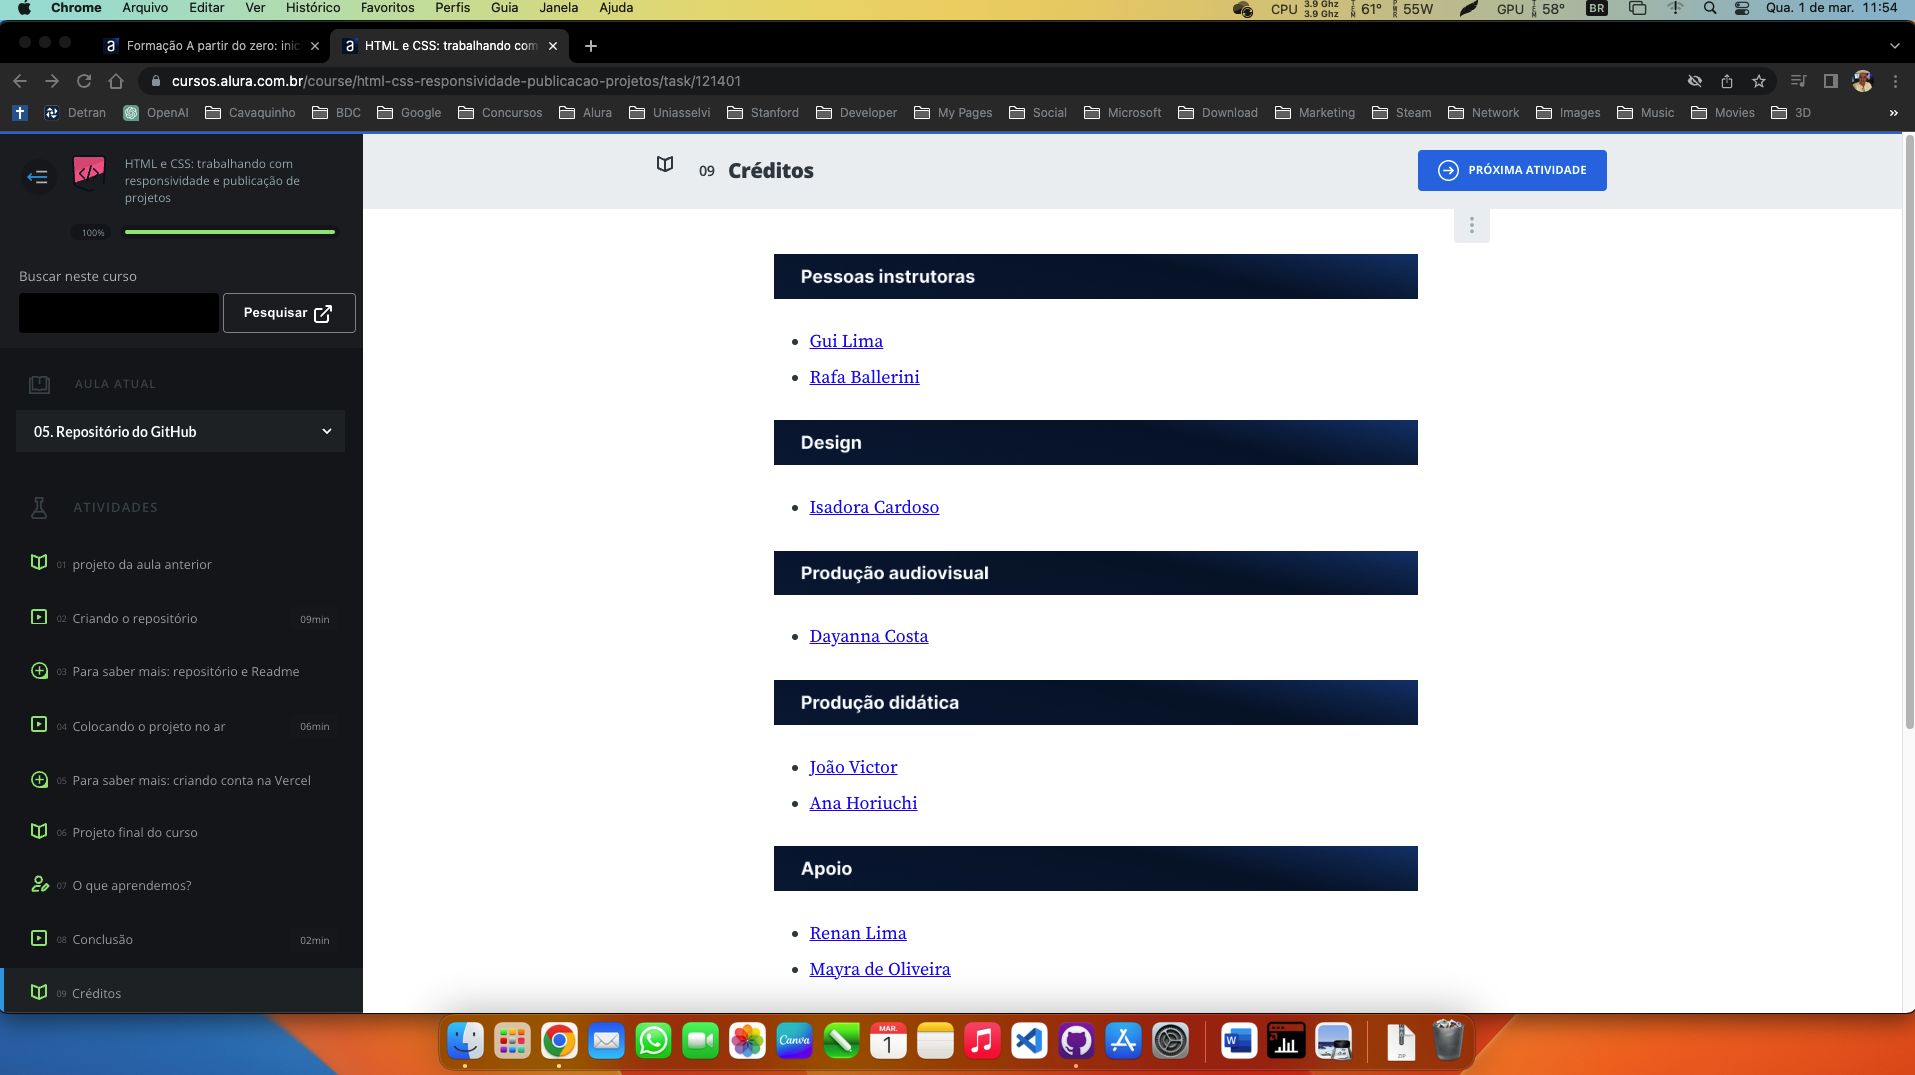 Chrome Arquivo Editar Ver Histórico Favoritos Perfis Guia Janela Ajuda CPU 3.9 Ghz 3.9 Ghz 61° 55W GPU 58° BR Qua. 1 de mar. 11:54
Formação A partir do zero: inic HTML e CSS: trabalhando com
cursos.alura.com.br/course/html-css-responsividade-publicacao-projetos/task/121401
Detran OpenAI Cavaquinho BDC Google Concursos Alura Uniasselvi Stanford Developer My Pages Social Microsoft Download Marketing Steam Network Images Music Movies 3D »
HTML e CSS: trabalhando com
responsividade e publicação de
projetos
100%
Buscar neste curso
Pesquisar
AULA ATUAL
05. Repositório do GitHub
ATIVIDADES
01 projeto da aula anterior
02 Criando o repositório 09min
03 Para saber mais: repositório e Readme
04 Colocando o projeto no ar 06min
05 Para saber mais: criando conta na Vercel
06 Projeto final do curso
07 O que aprendemos?
08 Conclusão 02min
09 Créditos
09 Créditos
PRÓXIMA ATIVIDADE
Pessoas instrutoras
Gui Lima
Rafa Ballerini
Design
Isadora Cardoso
Produção audiovisual
Dayanna Costa
Produção didática
João Victor
Ana Horiuchi
Apoio
Renan Lima
Mayra de Oliveira
Canva
MAR.
1
W
ZIP